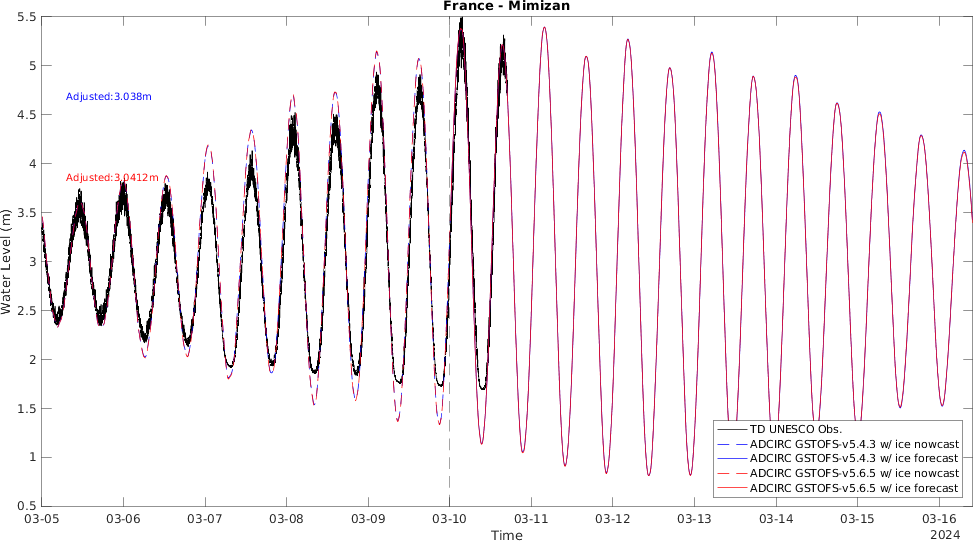 France - Mimizan
5.5
5
4.5
4
3.5
3
2.5
2
1.5
1
0.5
Water Level (m)
Adjusted:3.038m
Adjusted:3.0412m
TD UNESCO Obs.
ADCIRC GSTOFS-v5.4.3 w/ ice nowcast
ADCIRC GSTOFS-v5.4.3 w/ ice forecast
ADCIRC GSTOFS-v5.6.5 w/ ice nowcast
ADCIRC GSTOFS-v5.6.5 w/ ice forecast
03-05 03-06 03-07 03-08 03-09 03-10 03-11 03-12 03-13 03-14 03-15 03-16
Time
2024